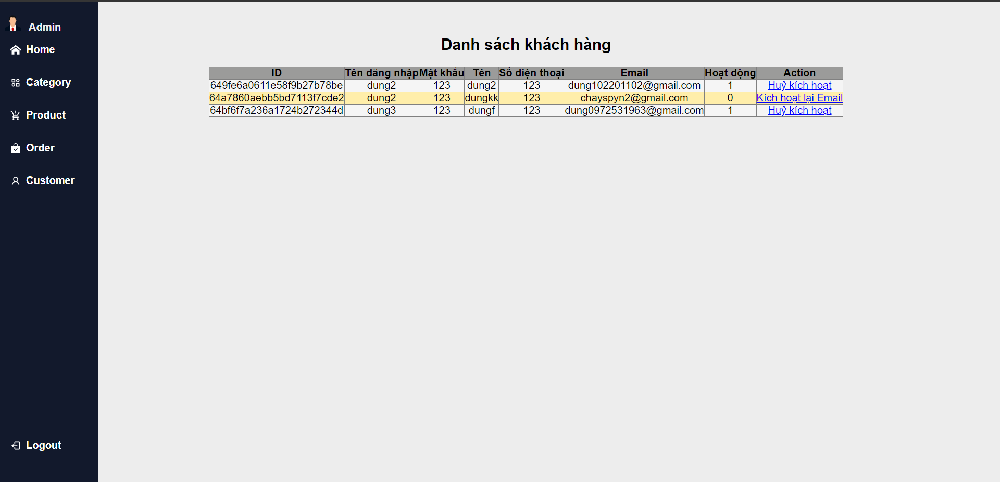 Admin
Home
Category
Product
Order
Customer
Logout
Danh sách khách hàng
ID Tên đăng nhập Mật khẩu Tên Số điện thoại Email Hoạt động Action
649fe6a0611e58f9b27b78be dung2 123 dung2 123 dung102201102@gmail.com 1 Huỷ kích hoạt
64a7860aebb5bd7113f7cde2 dung2 123 dungkk 123 chayspyn2@gmail.com 0 Kích hoạt lại Email
64bf6f7a236a1724b272344d dung3 123 dungf 123 dung0972531963@gmail.com 1 Huỷ kích hoạt